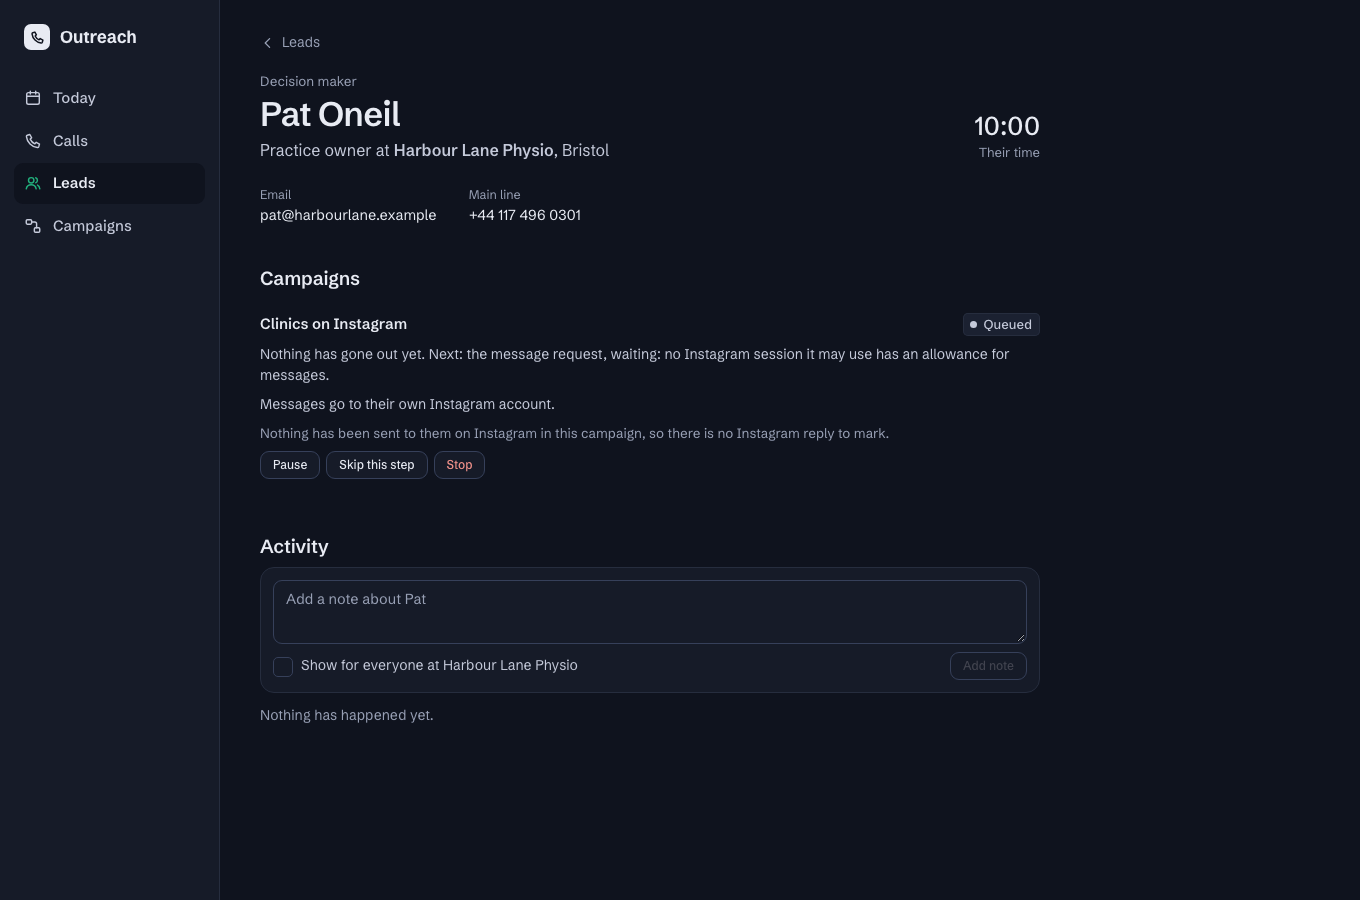 Outreach
Today
Calls
Leads
Campaigns
Leads
Decision maker
Pat Oneil
Practice owner at Harbour Lane Physio, Bristol
10:00
Their time
Email
pat@harbourlane.example
Main line
+44 117 496 0301
Campaigns
Clinics on Instagram
Queued
Nothing has gone out yet. Next: the message request, waiting: no Instagram session it may use has an allowance for
messages.
Messages go to their own Instagram account.
Nothing has been sent to them on Instagram in this campaign, so there is no Instagram reply to mark.
Pause
Skip this step
Stop
Activity
Add a note about Pat
Show for everyone at Harbour Lane Physio
Add note
Nothing has happened yet.